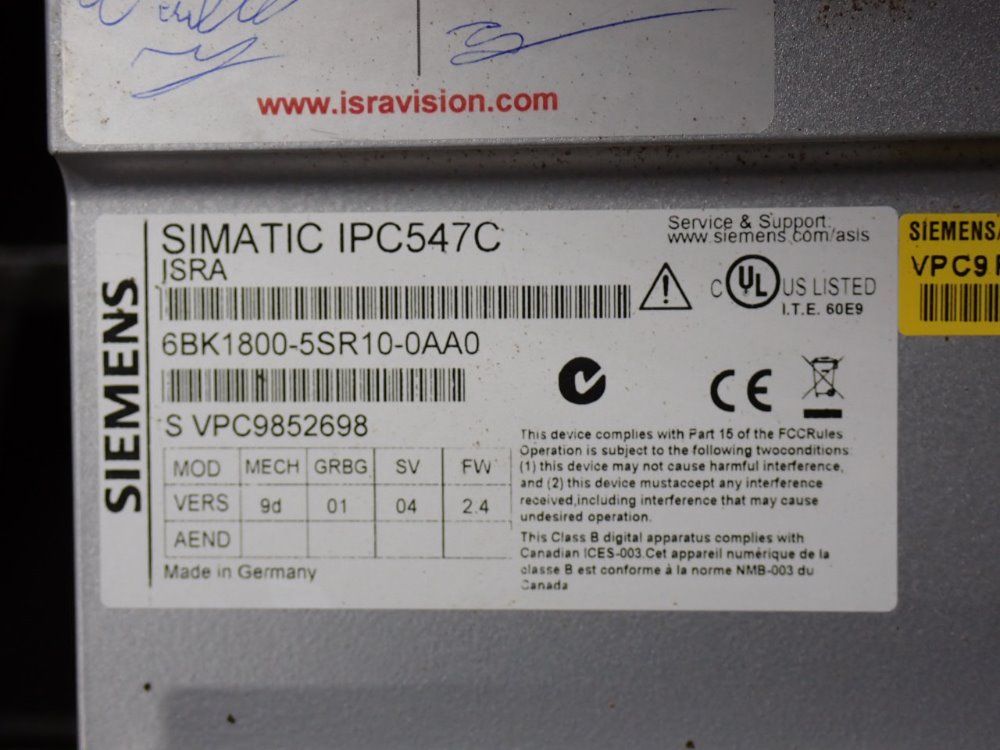 www.isravision.com
SIEMENS
SIMATIC IPC547C
ISRA
6BK1800-5SR10-0AA0
S VPC9852698
MOD MECH GRBG SV FW
VERS 9d 01 04 2.4
AEND
Made in Germany
Service & Support:
www.siemens.com/asis
C UL US LISTED
I.T.E. 60E9
CE
This device complies with Part 15 of the FCCRules
Operation is subject to the following twoconditions:
(1) this device may not cause harmful interference,
and (2) this device mustaccept any interference
received,including interference that may cause
undesired operation.
This Class B digital apparatus complies with
Canadian ICES-003.Cet appareil numérique de la
classe B est conforme à la norme NMB-003 du
Canada
SIEMENS
VPC9